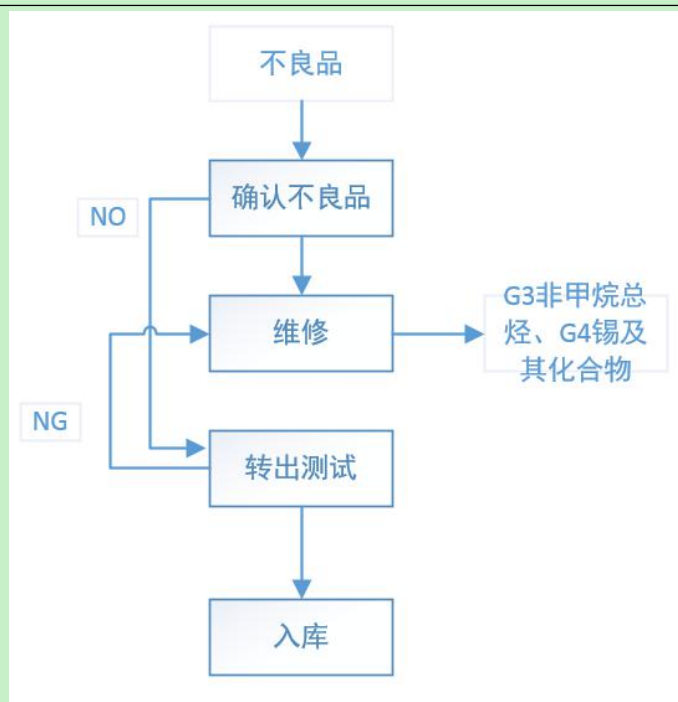 不良品
确认不良品
NO
维修
G3非甲烷总
烃、G4锡及
其化合物
NG
转出测试
入库